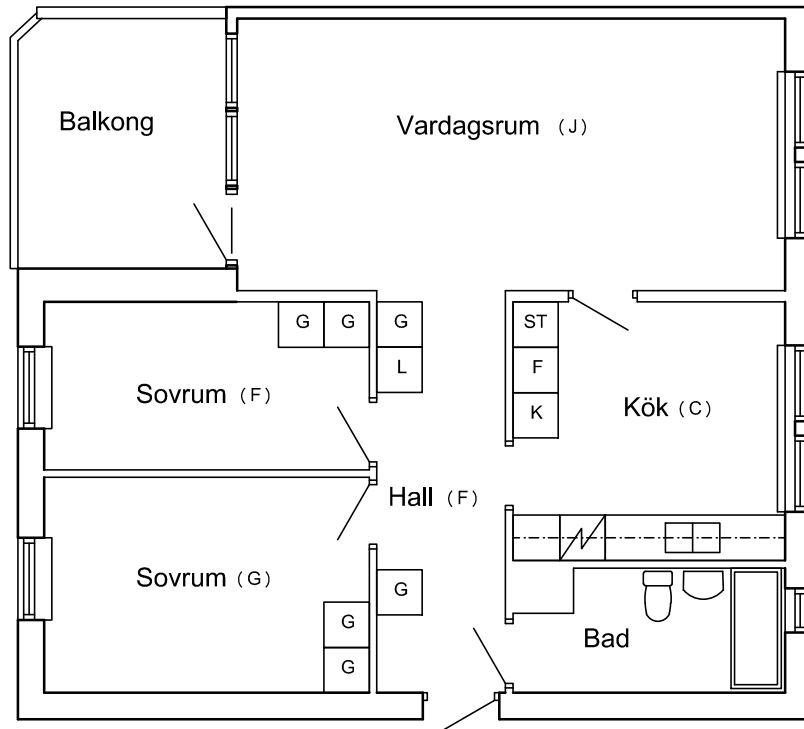 Balkong
Vardagsrum (J)
G G G ST
L F
K
Sovrum (F)
Kök (C)
Hall (F)
Sovrum (G)
G
G
G
Bad